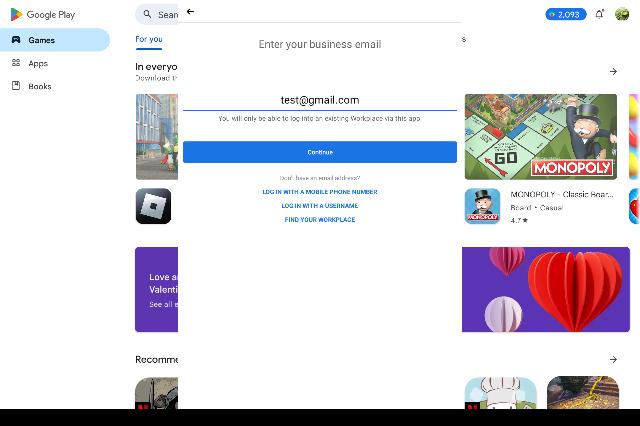 Google Play
Sear
2,093
Games
Apps
Books
For you
s
Enter your business email
In everyo
Download th
test@gmail.com
You will only be able to log into an existing Workplace via this app
Continue
Don't have an email address?
LOG IN WITH A MOBILE PHONE NUMBER
LOG IN WITH A USERNAME
FIND YOUR WORKPLACE
GO
MONOPOLY
MONOPOLY
MONOPOLY - Classic Boar...
Board • Casual
4.7★
Love a
Valenti
See all e
Recomme